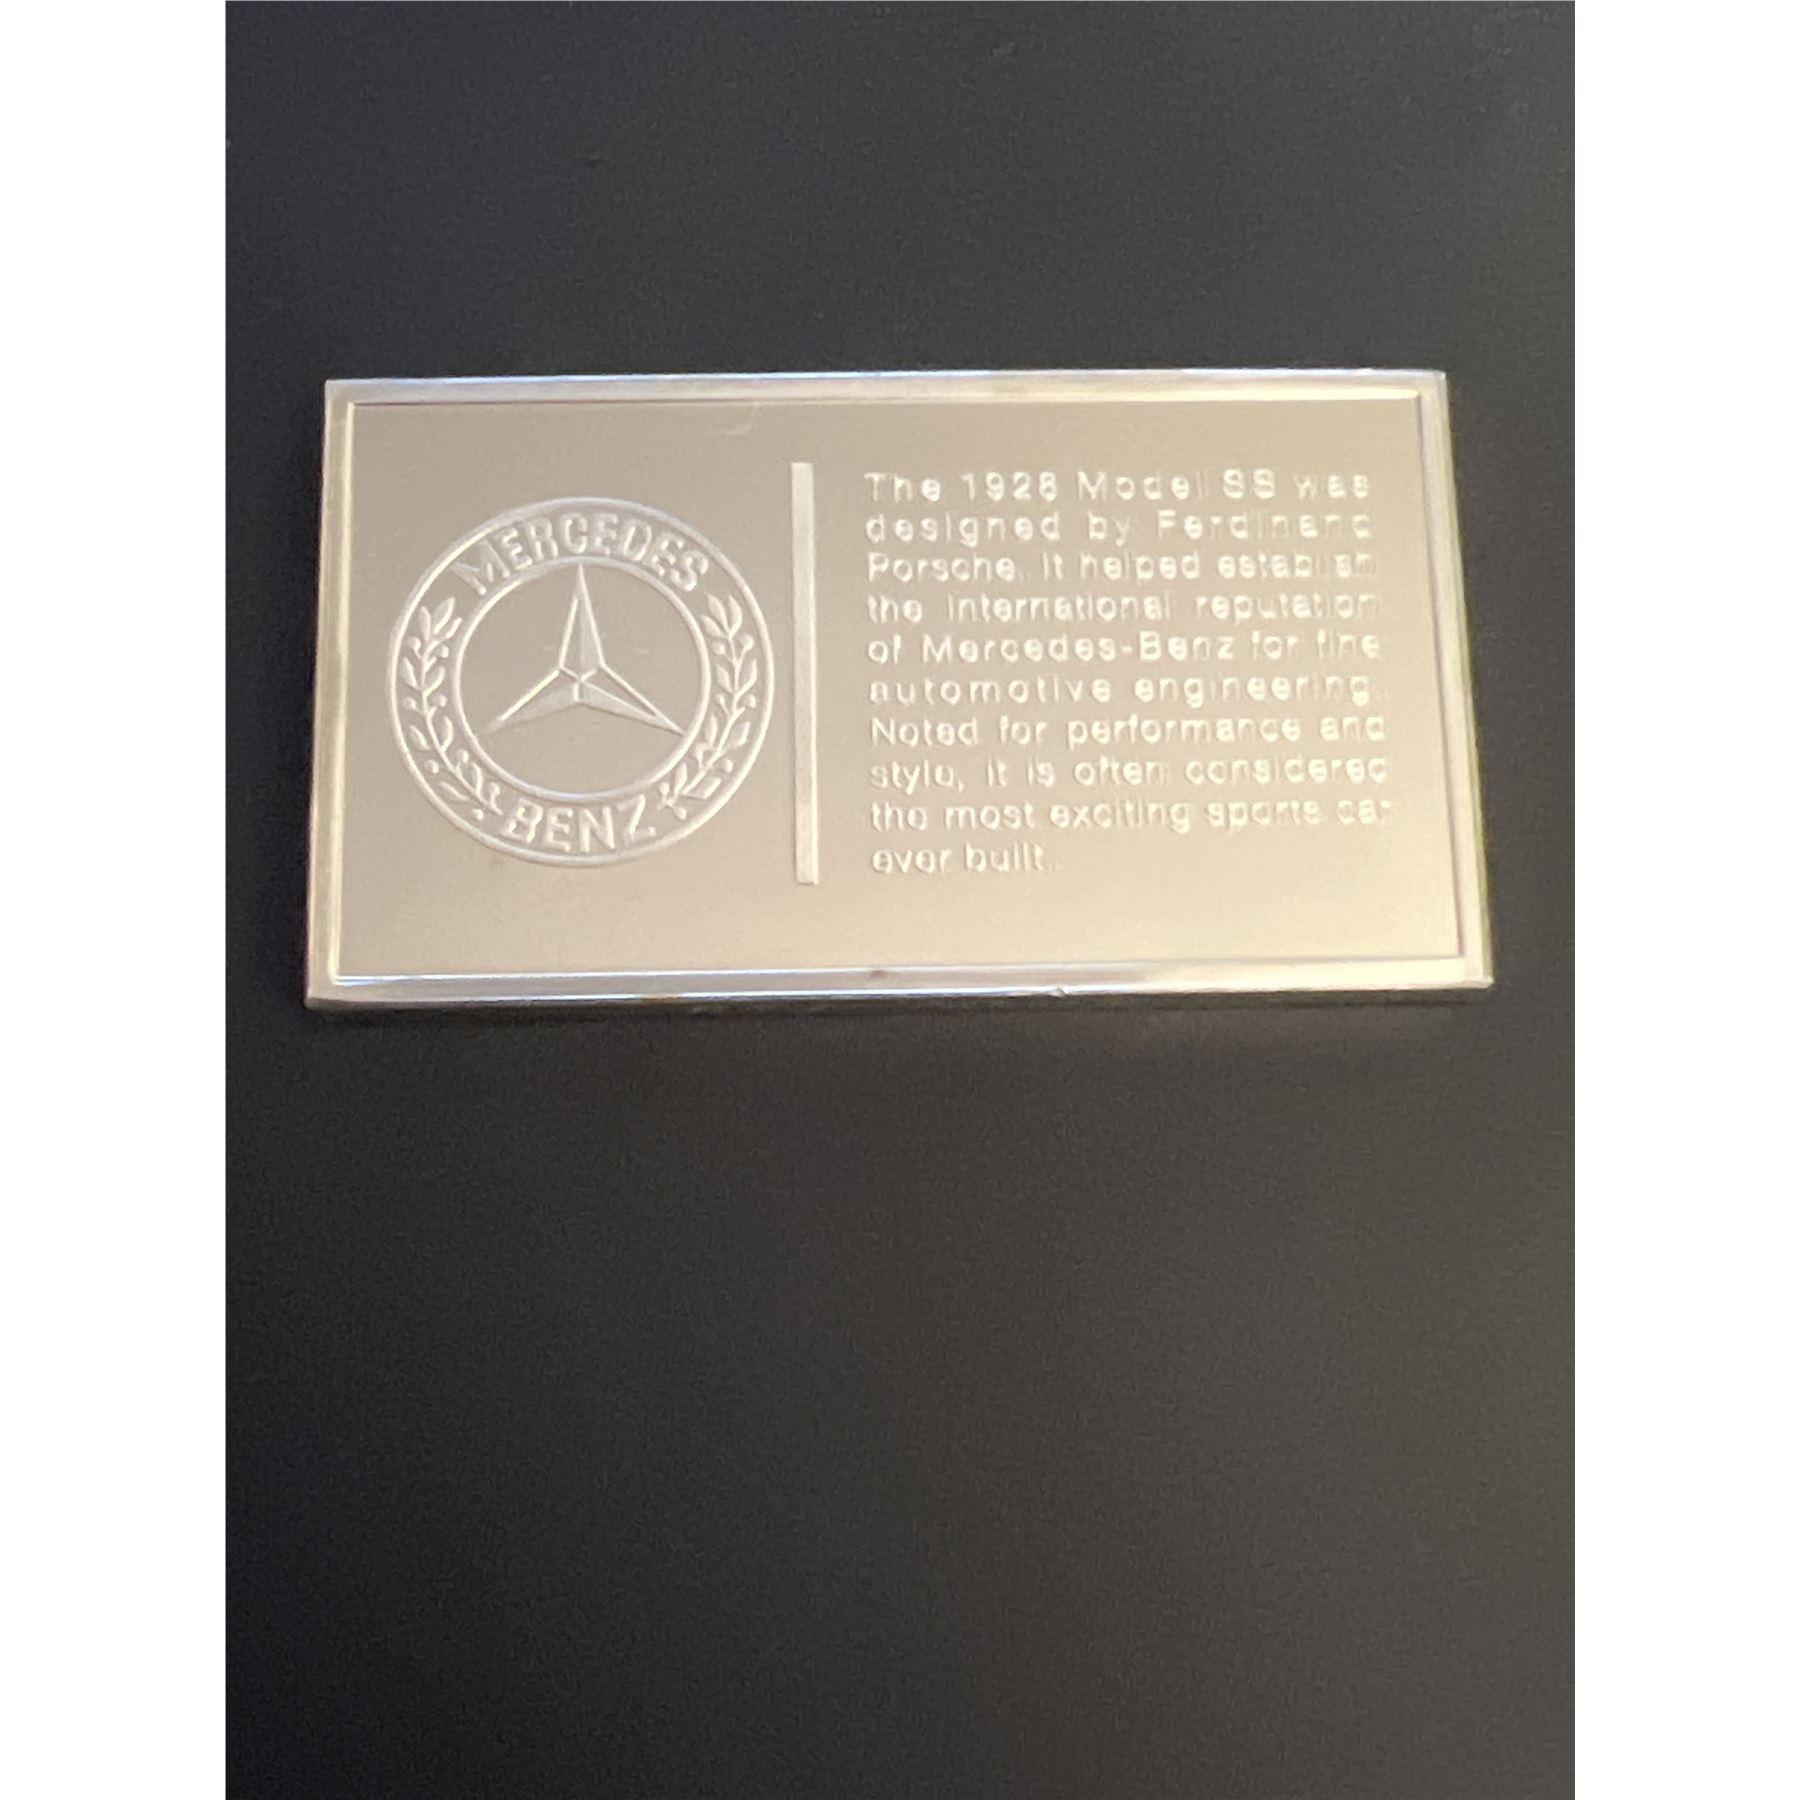 MERCEDES
BENZ
The 1928 Model SS was
designed by Ferdinand
Porsche. It helped establish
the international reputation
of Mercedes-Benz for fine
automotive engineering.
Noted for performance and
style, it is often considered
the most exciting sports car
ever built.